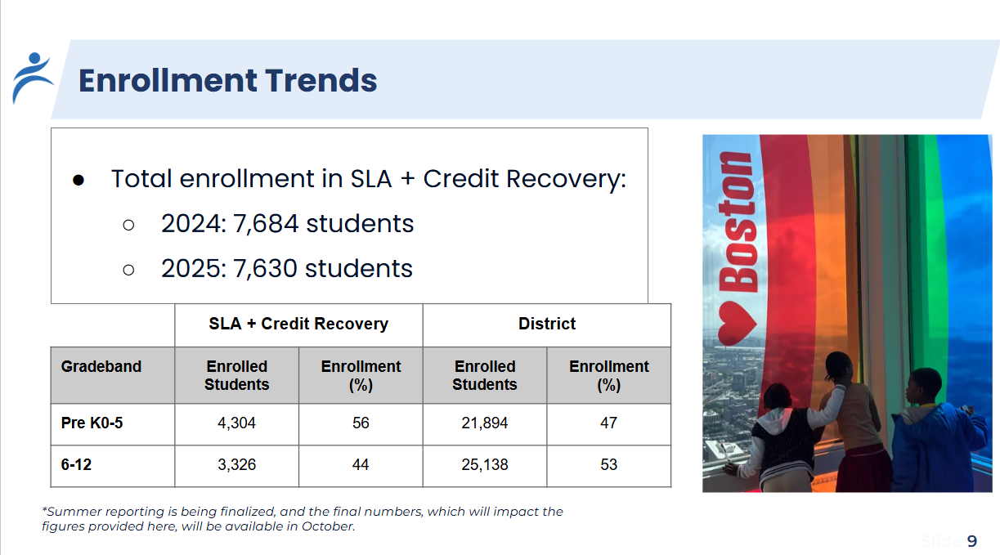 Enrollment Trends
● Total enrollment in SLA + Credit Recovery:
○ 2024: 7,684 students
○ 2025: 7,630 students
SLA + Credit Recovery District
Gradeband Enrolled Students Enrollment (%) Enrolled Students Enrollment (%)
Pre K0-5 4,304 56 21,894 47
6-12 3,326 44 25,138 53
*Summer reporting is being finalized, and the final numbers, which will impact the
figures provided here, will be available in October.
♥ Boston
Slide 9